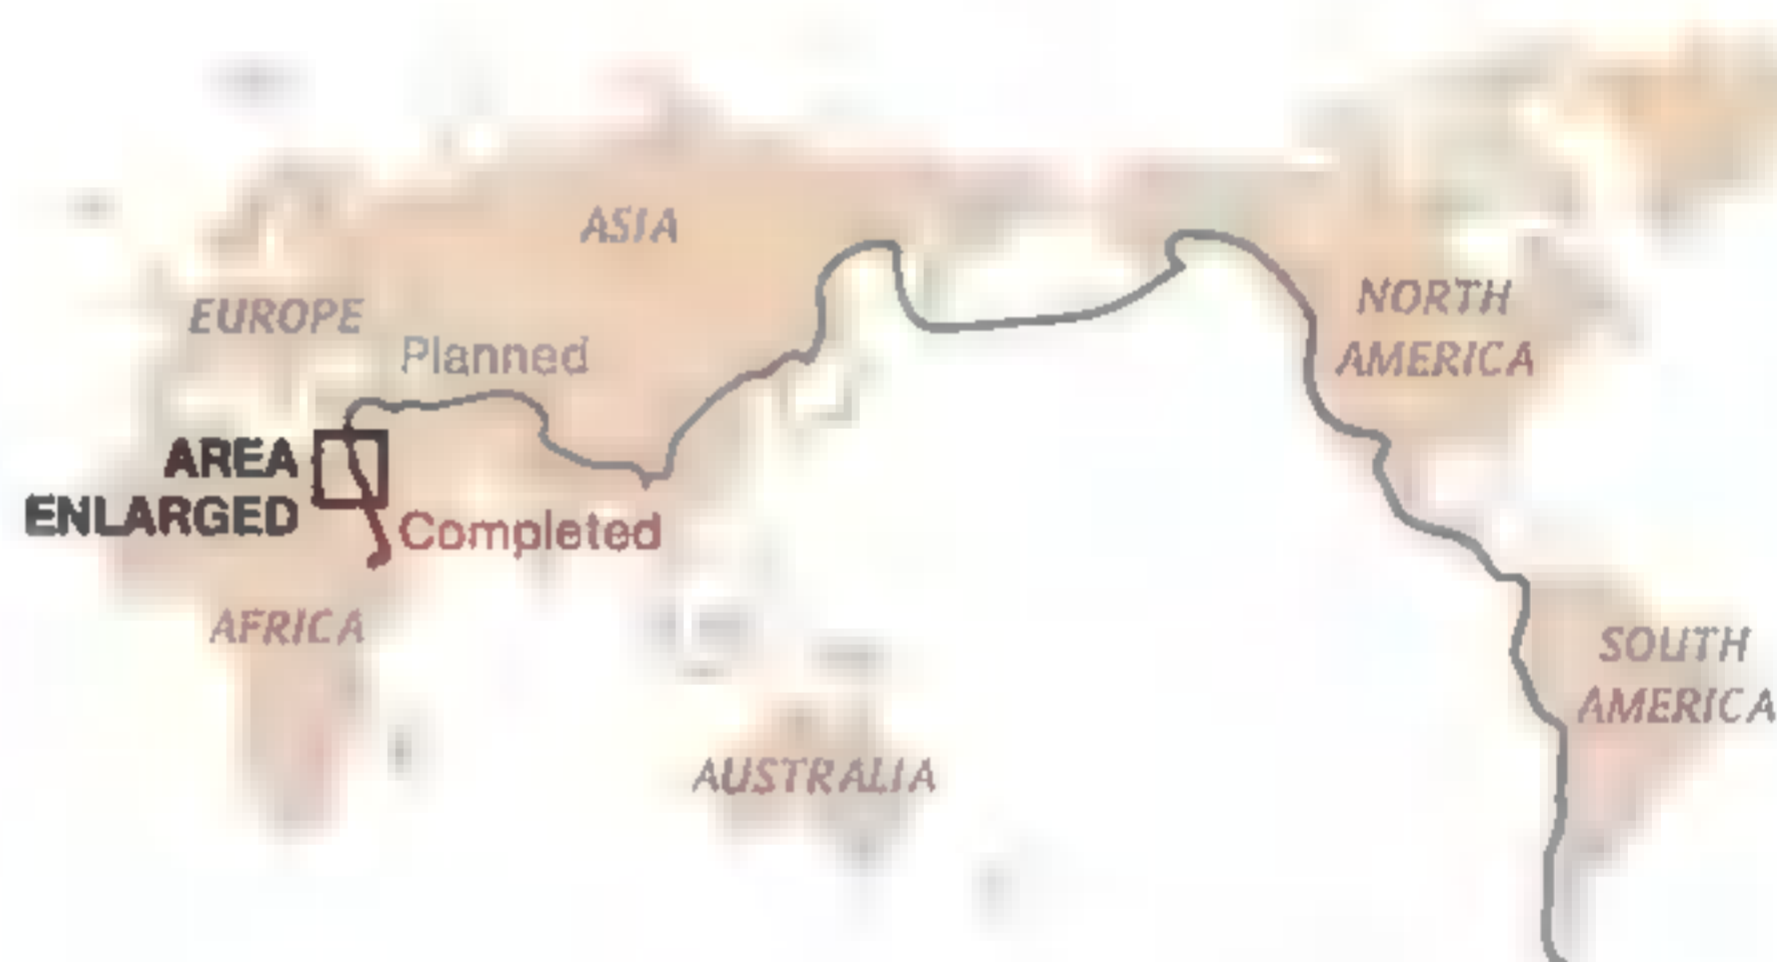 ASIA
EUROPE
NORTH
AMERICA
Planned
AREA
ENLARGED
Completed
AFRICA
SOUTH
AMERICA
AUSTRALIA